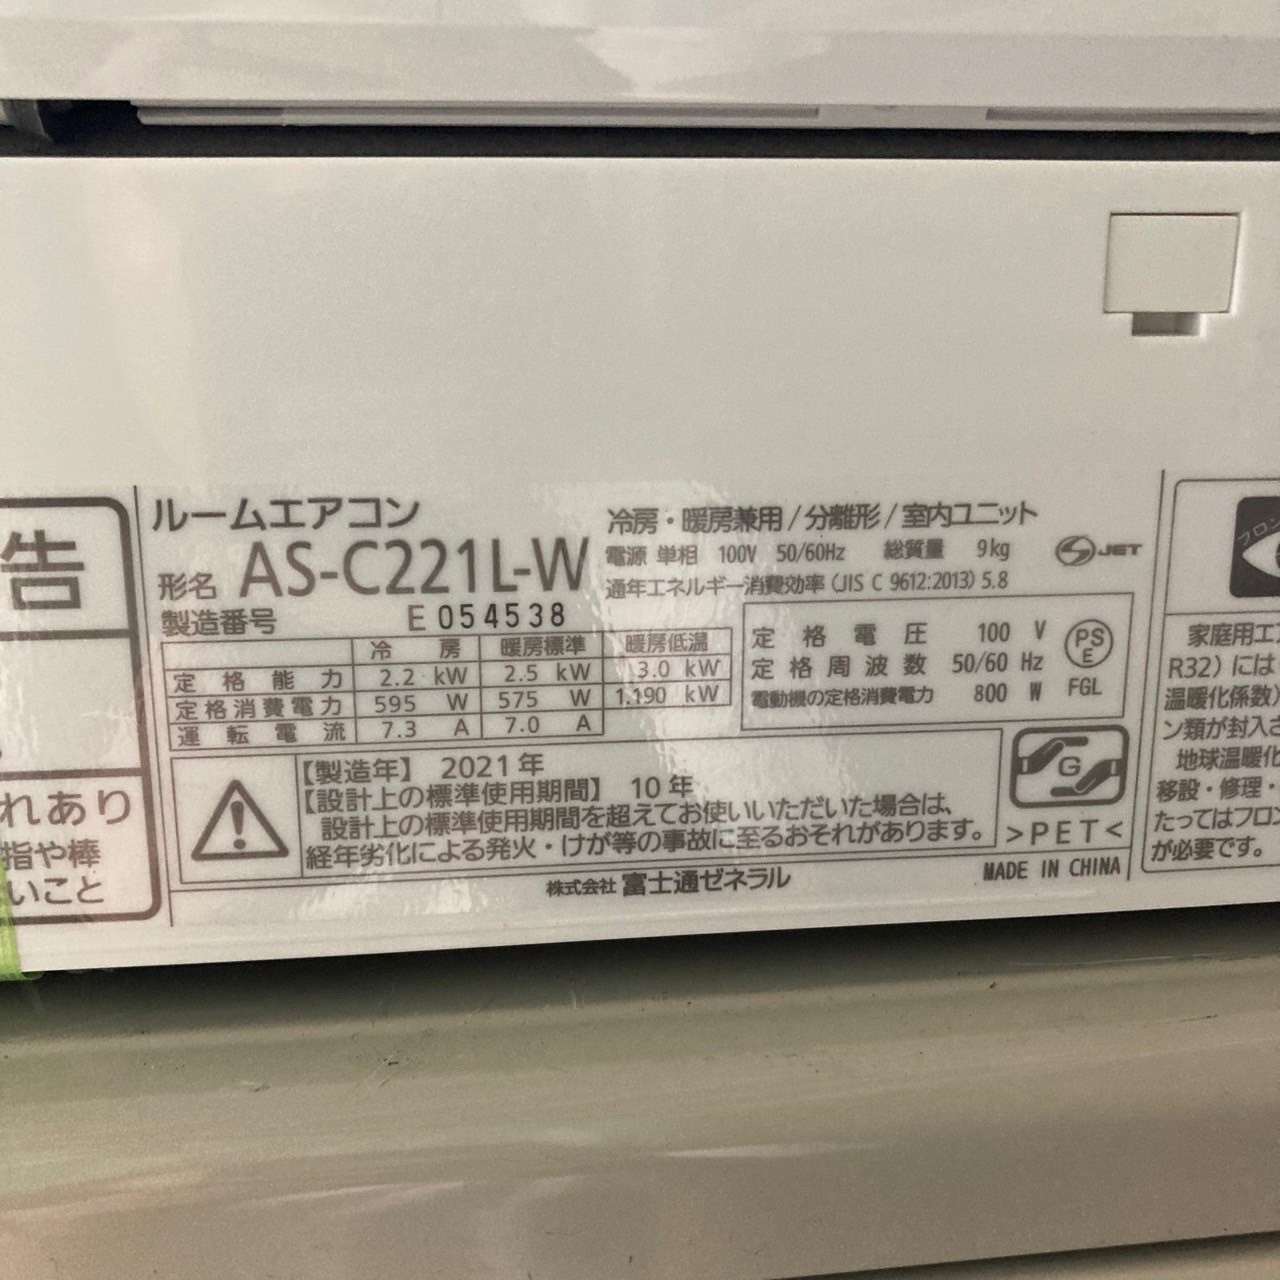 告
れあり
指や棒
いこと
ルームエアコン
形名 AS-C221L-W
製造番号 E 054538
冷房・暖房兼用/分離形/室内ユニット
電源 単相 100V 50/60Hz 総質量 9kg
通年エネルギー消費効率 (JIS C 9612:2013) 5.8
JET
冷房 暖房標準 暖房低温
定格能力 2.2 kW 2.5 kW 3.0 kW
定格消費電力 595 W 575 W 1.190 kW
運転電流 7.3 A 7.0 A
定格電圧 100 V
定格周波数 50/60 Hz
電動機の定格消費電力 800 W
PS
E
FGL
【製造年】 2021年
【設計上の標準使用期間】 10年
設計上の標準使用期間を超えてお使いいただいた場合は、
経年劣化による発火・けが等の事故に至るおそれがあります。
G
>PET<
株式会社 富士通ゼネラル
MADE IN CHINA
フロン
家庭用エ
R32)には
温暖化係数)
ン類が封入さ
地球温暖化
移設・修理・
たってはフロン
が必要です。